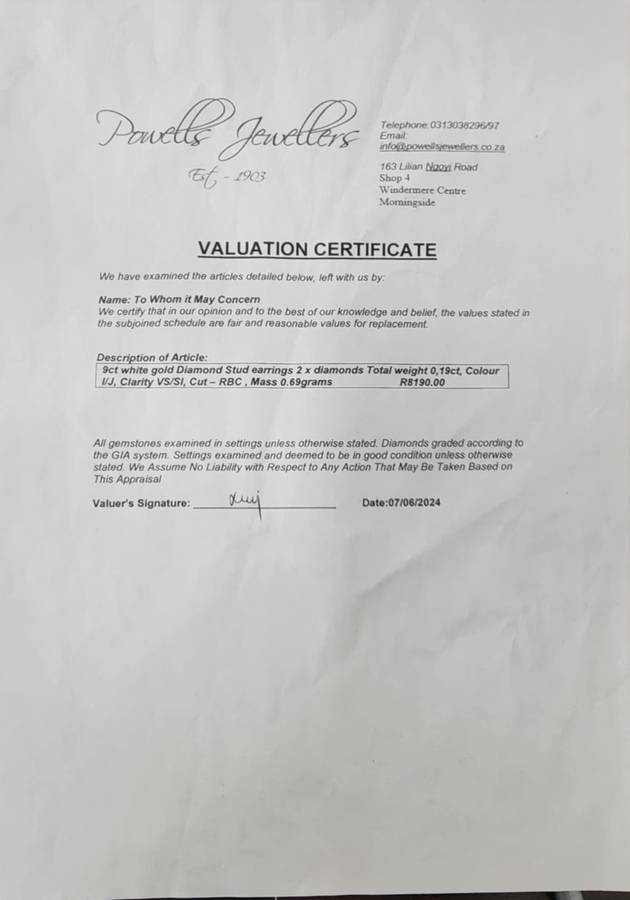 Powells Jewellers
Est - 1903
Telephone:0313038296/97
Email:
info@powellsjewellers.co.za
163 Lilian Ngoyi Road
Shop 4
Windermere Centre
Morningside
VALUATION CERTIFICATE
We have examined the articles detailed below, left with us by:
Name: To Whom it May Concern
We certify that in our opinion and to the best of our knowledge and belief, the values stated in
the subjoined schedule are fair and reasonable values for replacement.
Description of Article:
9ct white gold Diamond Stud earrings 2 x diamonds Total weight 0,19ct, Colour
I/J, Clarity VS/SI, Cut – RBC , Mass 0.69grams R8190.00
All gemstones examined in settings unless otherwise stated. Diamonds graded according to
the GIA system. Settings examined and deemed to be in good condition unless otherwise
stated. We Assume No Liability with Respect to Any Action That May Be Taken Based on
This Appraisal
Valuer's Signature: Date:07/06/2024